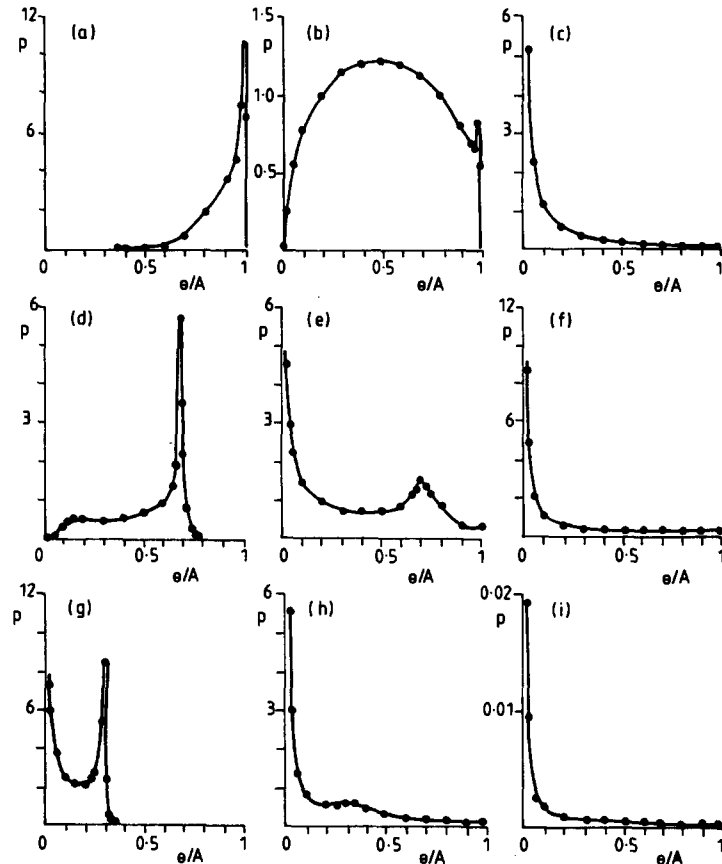 12 (a) p 6 0 0.5 1 e/A
1.5 (b) p 1.0 0.5 0 0.5 1 e/A
6 (c) p 3 0 0.5 1 e/A
6 (d) p 3 0 0.5 1 e/A
6 (e) p 3 0 0.5 1 e/A
12 (f) p 6 0 0.5 1 e/A
12 (g) p 6 0 0.5 1 e/A
6 (h) p 3 0 0.5 1 e/A
0.02 (i) p 0.01 0 0.5 1 e/A